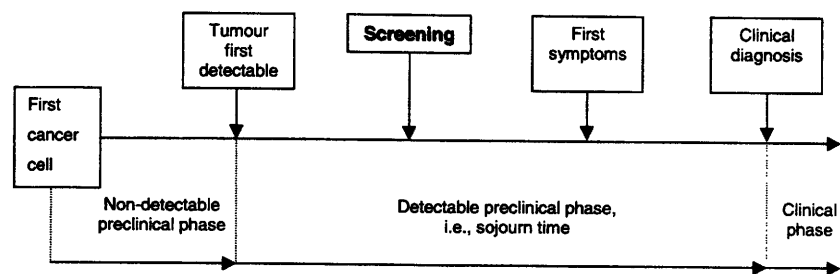 Tumour
first
detectable
Screening
First
symptoms
Clinical
diagnosis
First
cancer
cell
Non-detectable
preclinical phase
Detectable preclinical phase,
i.e., sojourn time
Clinical
phase